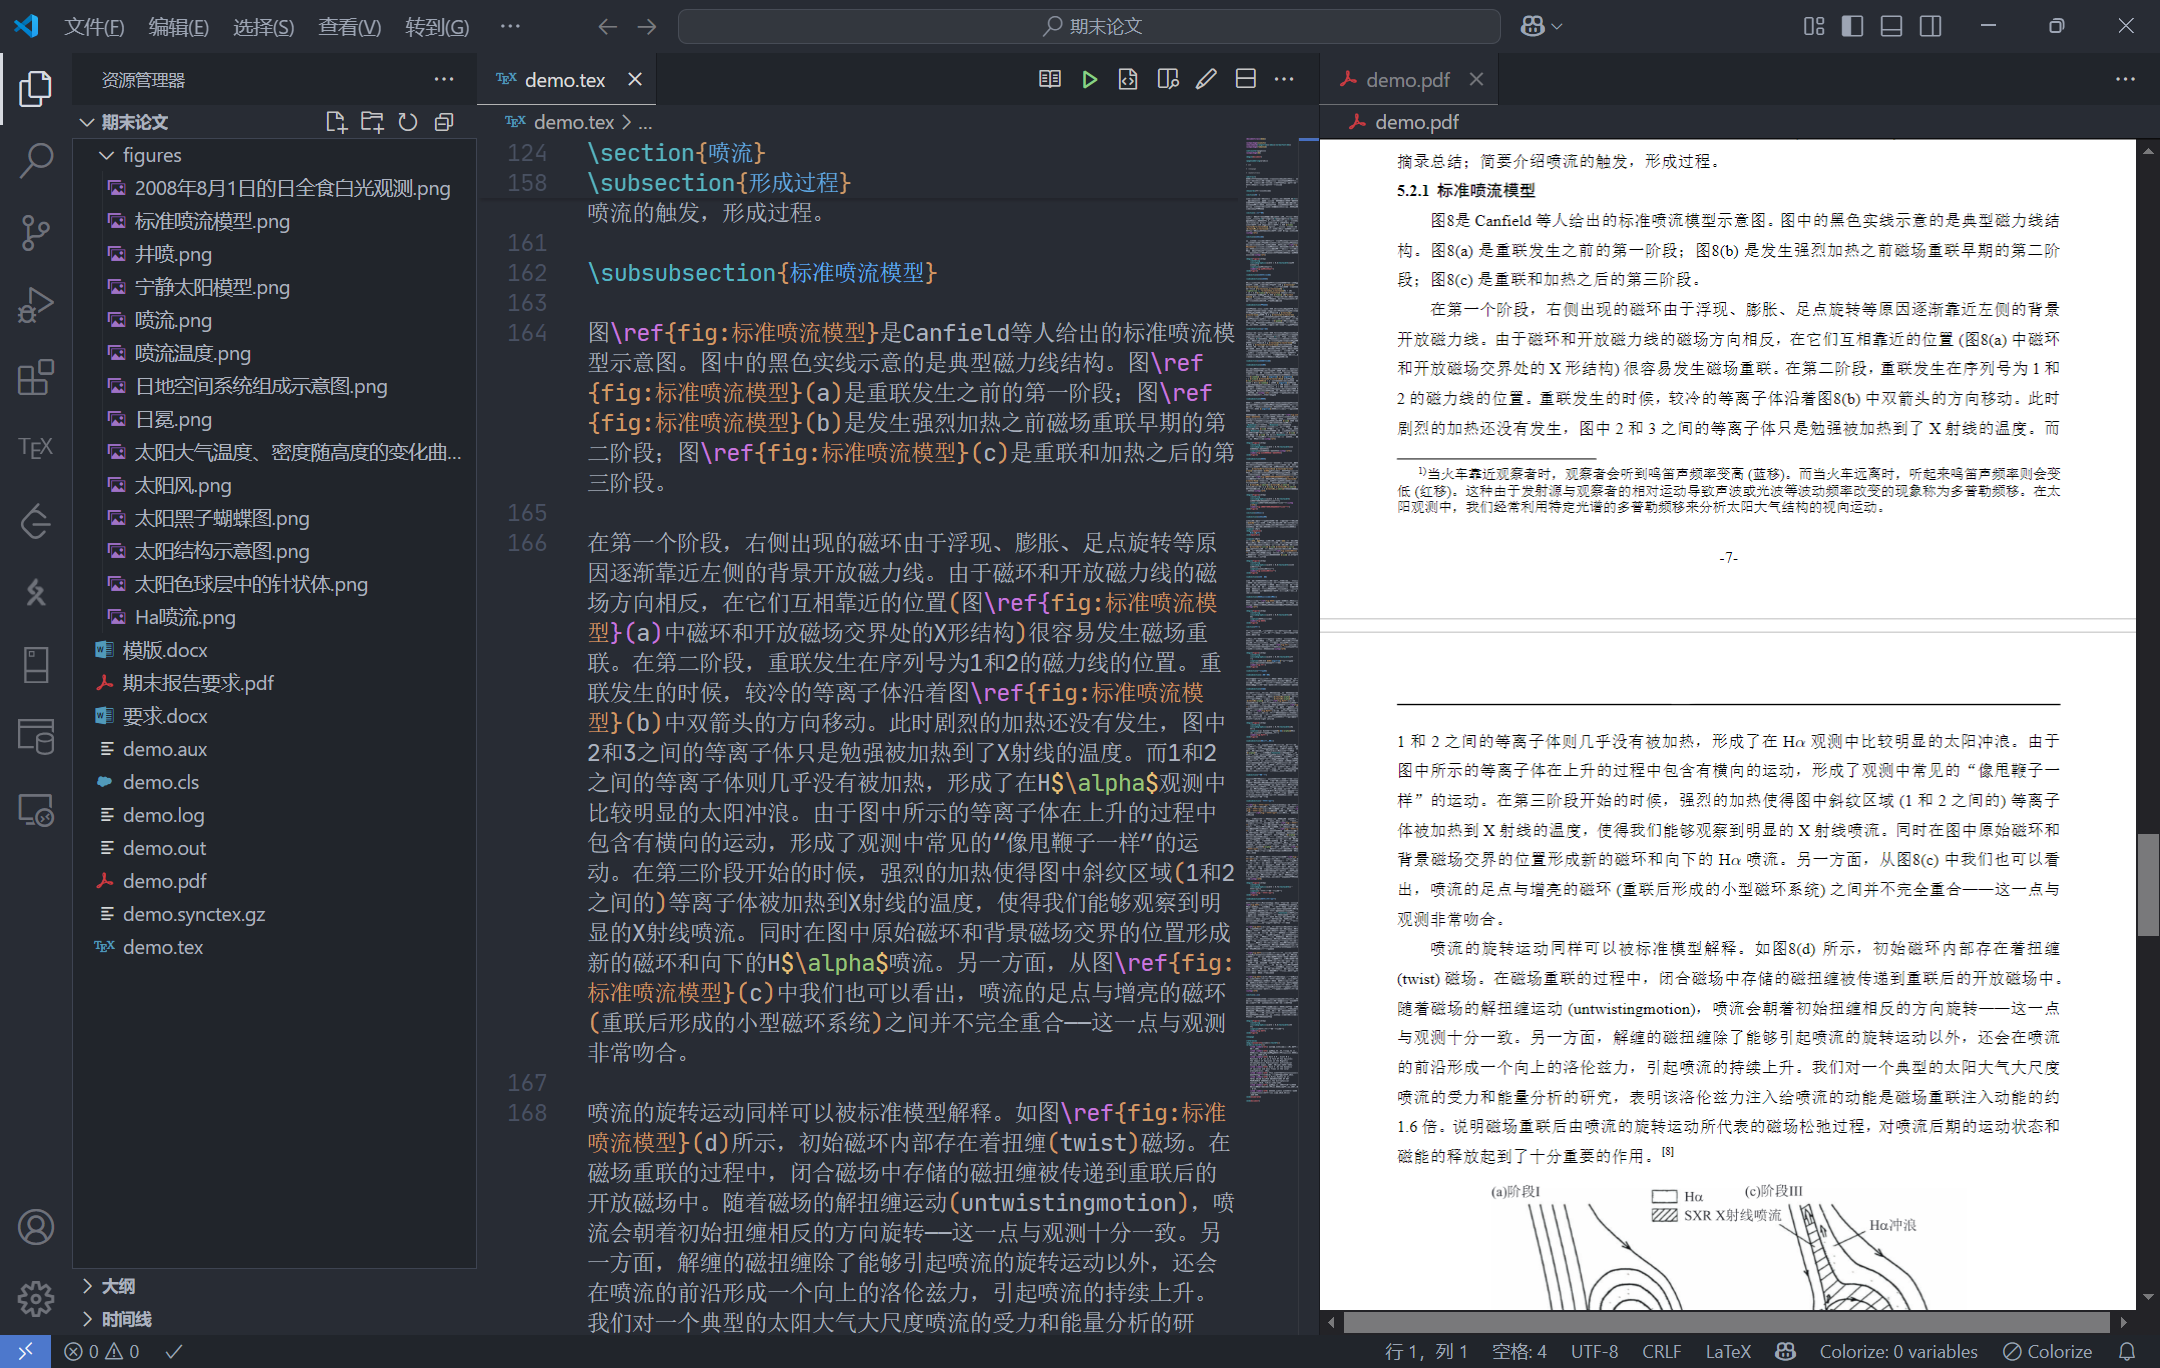 文件(F) 编辑(E) 选择(S) 查看(V) 转到(G) ···
期末论文
资源管理器
期末论文
figures
2008年8月1日的日全食白光观测.png
标准喷流模型.png
井喷.png
宁静太阳模型.png
喷流.png
喷流温度.png
日地空间系统组成示意图.png
日冕.png
太阳大气温度、密度随高度的变化曲...
太阳风.png
太阳黑子蝴蝶图.png
太阳结构示意图.png
太阳色球层中的针状体.png
Ha喷流.png
模版.docx
期末报告要求.pdf
要求.docx
demo.aux
demo.cls
demo.log
demo.out
demo.pdf
demo.synctex.gz
demo.tex
大纲
时间线
TEX
TEX demo.tex
TEX demo.tex > ...
124 \section{喷流}
158 \subsection{形成过程}
喷流的触发，形成过程。
161
162 \subsubsection{标准喷流模型}
163
164 图\ref{fig:标准喷流模型}是Canfield等人给出的标准喷流模
型示意图。图中的黑色实线示意的是典型磁力线结构。图\ref
{fig:标准喷流模型}(a)是重联发生之前的第一阶段；图\ref
{fig:标准喷流模型}(b)是发生强烈加热之前磁场重联早期的第
二阶段；图\ref{fig:标准喷流模型}(c)是重联和加热之后的第
三阶段。
165
166 在第一个阶段，右侧出现的磁环由于浮现、膨胀、足点旋转等原
因逐渐靠近左侧的背景开放磁力线。由于磁环和开放磁力线的磁
场方向相反，在它们互相靠近的位置(图\ref{fig:标准喷流模
型}(a)中磁环和开放磁场交界处的X形结构)很容易发生磁场重
联。在第二阶段，重联发生在序列号为1和2的磁力线的位置。重
联发生的时候，较冷的等离子体沿着图\ref{fig:标准喷流模
型}(b)中双箭头的方向移动。此时剧烈的加热还没有发生，图中
2和3之间的等离子体只是勉强被加热到了X射线的温度。而1和2
之间的等离子体则几乎没有被加热，形成了在H$\alpha$观测中
比较明显的太阳冲浪。由于图中所示的等离子体在上升的过程中
包含有横向的运动，形成了观测中常见的“像甩鞭子一样”的运
动。在第三阶段开始的时候，强烈的加热使得图中斜纹区域(1和2
之间的)等离子体被加热到X射线的温度，使得我们能够观察到明
显的X射线喷流。同时在图中原始磁环和背景磁场交界的位置形成
新的磁环和向下的H$\alpha$喷流。另一方面，从图\ref{fig:
标准喷流模型}(c)中我们也可以看出，喷流的足点与增亮的磁环
(重联后形成的小型磁环系统)之间并不完全重合——这一点与观测
非常吻合。
167
168 喷流的旋转运动同样可以被标准模型解释。如图\ref{fig:标准
喷流模型}(d)所示，初始磁环内部存在着扭缠(twist)磁场。在
磁场重联的过程中，闭合磁场中存储的磁扭缠被传递到重联后的
开放磁场中。随着磁场的解扭缠运动(untwistingmotion)，喷
流会朝着初始扭缠相反的方向旋转——这一点与观测十分一致。另
一方面，解缠的磁扭缠除了能够引起喷流的旋转运动以外，还会
在喷流的前沿形成一个向上的洛伦兹力，引起喷流的持续上升。
我们对一个典型的太阳大气大尺度喷流的受力和能量分析的研
demo.pdf
demo.pdf
摘录总结；简要介绍喷流的触发，形成过程。
5.2.1 标准喷流模型
图8是 Canfield 等人给出的标准喷流模型示意图。图中的黑色实线示意的是典型磁力线结
构。图8(a) 是重联发生之前的第一阶段；图8(b) 是发生强烈加热之前磁场重联早期的第二阶
段；图8(c) 是重联和加热之后的第三阶段。
在第一个阶段，右侧出现的磁环由于浮现、膨胀、足点旋转等原因逐渐靠近左侧的背景
开放磁力线。由于磁环和开放磁力线的磁场方向相反，在它们互相靠近的位置 (图8(a) 中磁环
和开放磁场交界处的 X 形结构) 很容易发生磁场重联。在第二阶段，重联发生在序列号为 1 和
2 的磁力线的位置。重联发生的时候，较冷的等离子体沿着图8(b) 中双箭头的方向移动。此时
剧烈的加热还没有发生，图中 2 和 3 之间的等离子体只是勉强被加热到了 X 射线的温度。而
1)当火车靠近观察者时，观察者会听到鸣笛声频率变高 (蓝移)。而当火车远离时，听起来鸣笛声频率则会变
低 (红移)。这种由于发射源与观察者的相对运动导致声波或光波等波动频率改变的现象称为多普勒频移。在太
阳观测中，我们经常利用特定光谱的多普勒频移来分析太阳大气结构的视向运动。
-7-
1 和 2 之间的等离子体则几乎没有被加热，形成了在 Hα 观测中比较明显的太阳冲浪。由于
图中所示的等离子体在上升的过程中包含有横向的运动，形成了观测中常见的“像甩鞭子一
样”的运动。在第三阶段开始的时候，强烈的加热使得图中斜纹区域 (1 和 2 之间的) 等离子
体被加热到 X 射线的温度，使得我们能够观察到明显的 X 射线喷流。同时在图中原始磁环和
背景磁场交界的位置形成新的磁环和向下的 Hα 喷流。另一方面，从图8(c) 中我们也可以看
出，喷流的足点与增亮的磁环 (重联后形成的小型磁环系统) 之间并不完全重合——这一点与
观测非常吻合。
喷流的旋转运动同样可以被标准模型解释。如图8(d) 所示，初始磁环内部存在着扭缠
(twist) 磁场。在磁场重联的过程中，闭合磁场中存储的磁扭缠被传递到重联后的开放磁场中。
随着磁场的解扭缠运动 (untwistingmotion)，喷流会朝着初始扭缠相反的方向旋转——这一点
与观测十分一致。另一方面，解缠的磁扭缠除了能够引起喷流的旋转运动以外，还会在喷流
的前沿形成一个向上的洛伦兹力，引起喷流的持续上升。我们对一个典型的太阳大气大尺度
喷流的受力和能量分析的研究，表明该洛伦兹力注入给喷流的动能是磁场重联注入动能的约
1.6 倍。说明磁场重联后由喷流的旋转运动所代表的磁场松弛过程，对喷流后期的运动状态和
磁能的释放起到了十分重要的作用。[8]
(a)阶段I
Hα
(c)阶段III
SXR X射线喷流
Hα冲浪
0 0
行 1，列 1 空格: 4 UTF-8 CRLF LaTeX Colorize: 0 variables Colorize